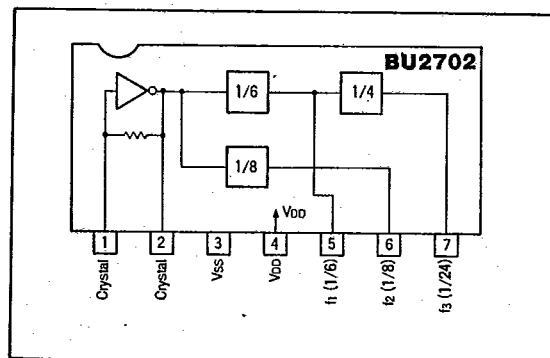 BU2702
1/6
1/4
1/8
VDD
1
2
3
4
5
6
7
Crystal
Crystal
VSS
VDD
f1 (1/6)
f2 (1/8)
f3 (1/24)